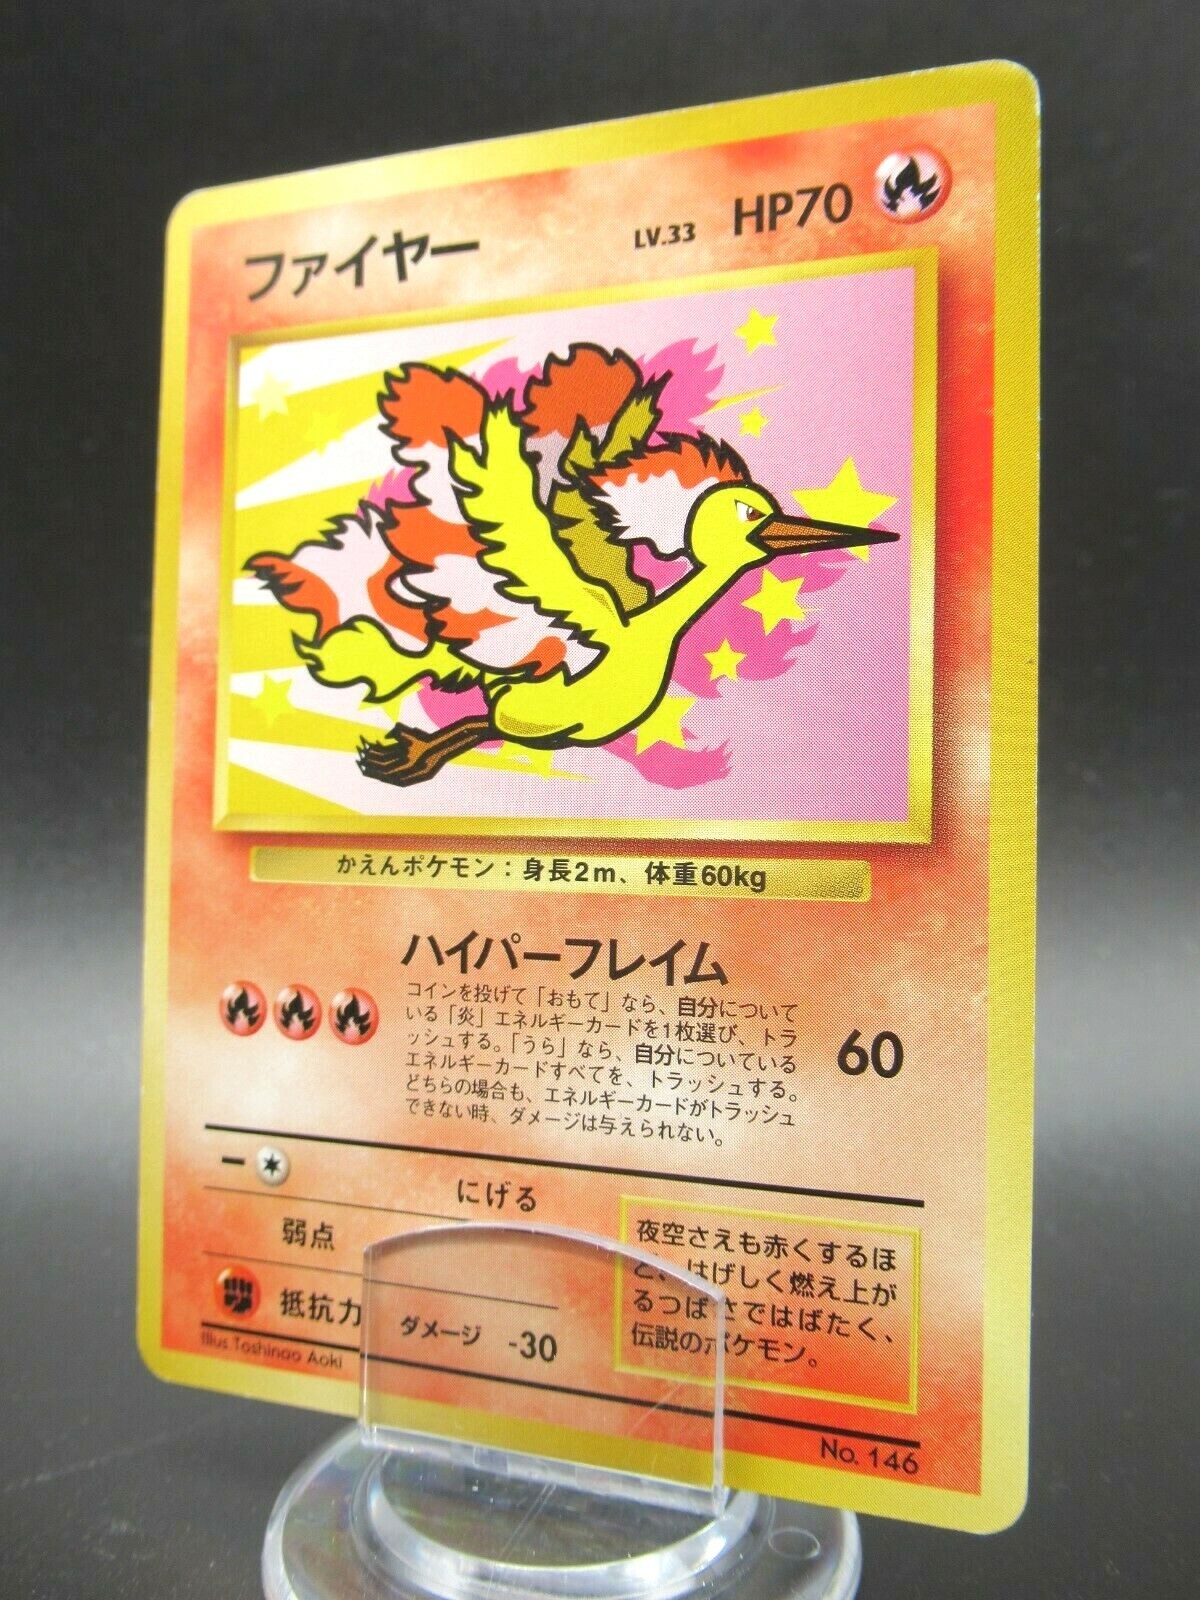 ファイヤー LV.33 HP70
かえんポケモン：身長2m、体重60kg
ハイパーフレイム
コインを投げて「おもて」なら、自分につい​て
いる「炎」エネルギーカードを1枚選び、トラ
ッシュする。「うら」なら、自分についている
エネルギーカードすべてを、トラッシュする。
どちらの場合も、エネルギーカードがトラッシュ
できない時、ダメージは与えられない。
60
にげる
弱点
抵抗力 ダメージ -30
夜空さえも赤くするほ
ど、はげしく燃え上が
るつばさではばたく、
伝説のポケモン。
Illus Toshinao Aoki
No. 146